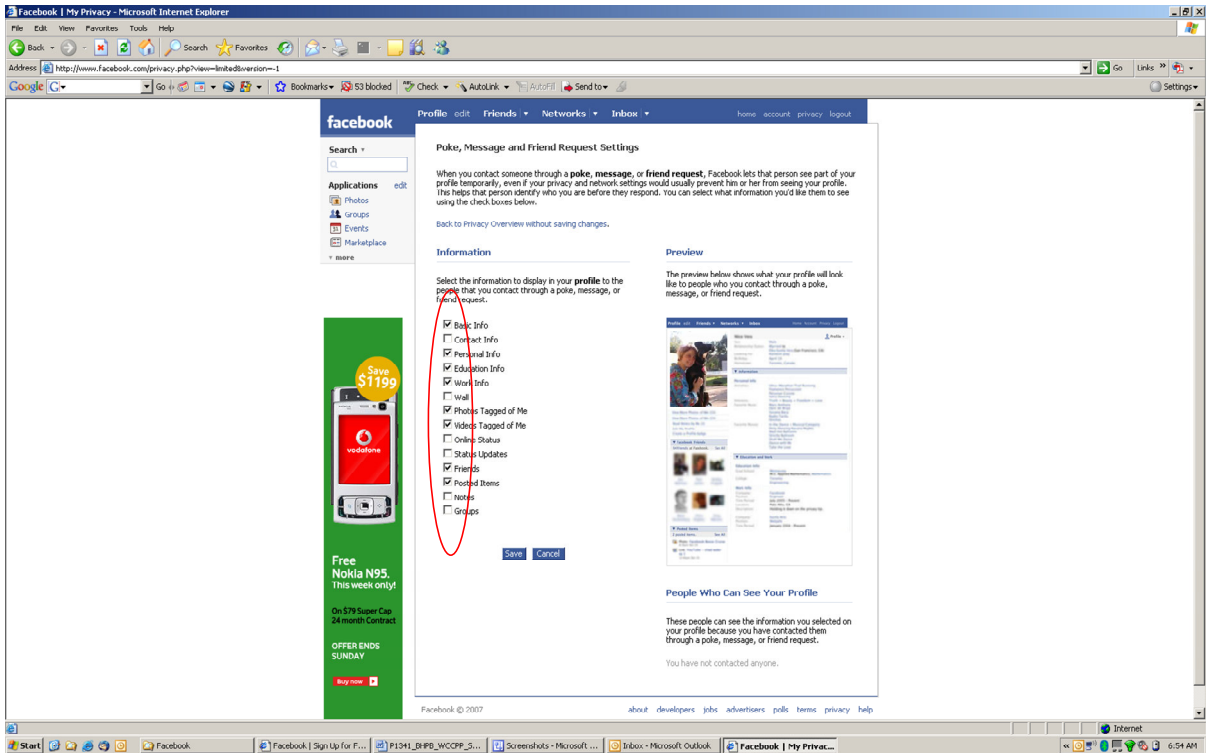 Facebook | My Privacy - Microsoft Internet Explorer
File Edit View Favorites Tools Help
Back Search Favorites
Address http://www.facebook.com/privacy.php?view=limited&version=-1 Go Links »
Google G Go Bookmarks 53 blocked Check AutoLink AutoFill Send to Settings
facebook
Profile edit Friends Networks Inbox home account privacy logout
Search
Applications edit
Photos
Groups
Events
Marketplace
more
Poke, Message and Friend Request Settings
When you contact someone through a poke, message, or friend request, Facebook lets that person see part of your
profile temporarily, even if your privacy and network settings would usually prevent him or her from seeing your profile.
This helps that person identify who you are before they respond. You can select what information you'd like them to see
using the check boxes below.
Back to Privacy Overview without saving changes.
Information
Select the information to display in your profile to the
people that you contact through a poke, message, or
friend request.
Basic Info
Contact Info
Personal Info
Education Info
Work Info
Wall
Photos Tagged of Me
Videos Tagged of Me
Online Status
Status Updates
Friends
Posted Items
Notes
Groups
Save Cancel
Preview
The preview below shows what your profile will look
like to people who you contact through a poke,
message, or friend request.
Profile edit Friends Networks Inbox
Information
Education and Work
People Who Can See Your Profile
These people can see the information you selected on
your profile because you have contacted them
through a poke, message, or friend request.
You have not contacted anyone.
Save
$1199
vodafone
Free
Nokia N95.
This week only!
On $79 Super Cap
24 month Contract
OFFER ENDS
SUNDAY
Buy now
Facebook © 2007 about developers jobs advertisers polls terms privacy help
Internet
Start Facebook Facebook | Sign Up for F... P1341_BHPB_WCCPP_S... Screenshots - Microsoft ... Inbox - Microsoft Outlook Facebook | My Privac... « 6:54 AM